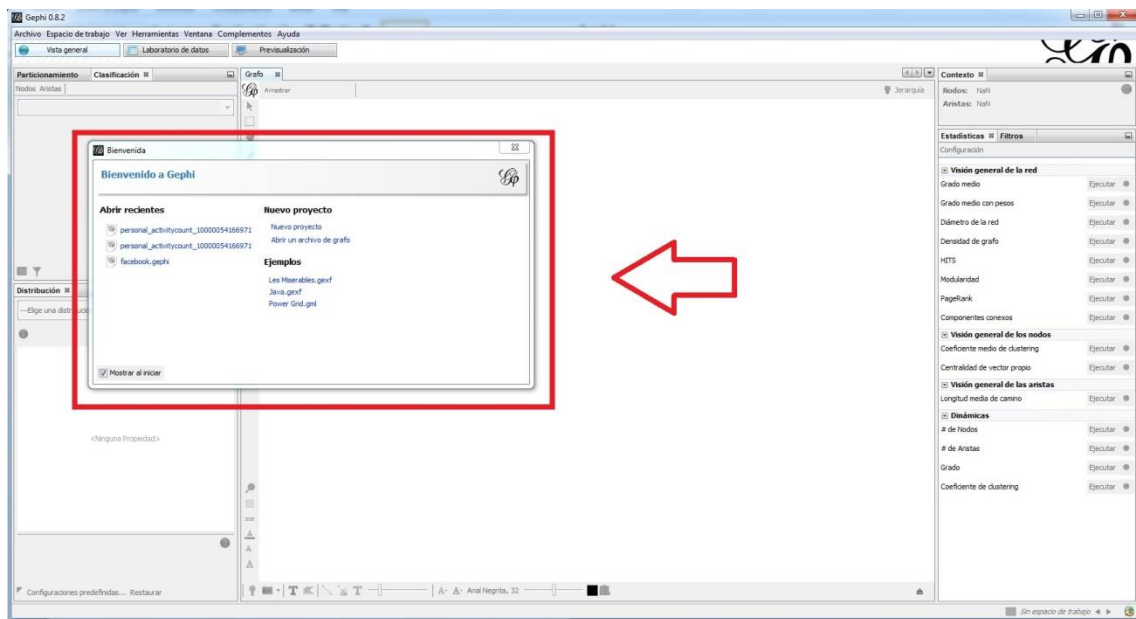 Gephi 0.8.2
Archivo Espacio de trabajo Ver Herramientas Ventana Complementos Ayuda
Vista general Laboratorio de datos Previsualización
Particionamiento Clasificación
Nodos Aristas
Grafo
Arrastrar
Jerarquía
Contexto
Nodos: NaN
Aristas: NaN
Bienvenida
Bienvenido a Gephi
Abrir recientes
personal_activitycount_10000054166971
personal_activitycount_10000054166971
facebook.gephi
Nuevo proyecto
Nuevo proyecto
Abrir un archivo de grafo
Ejemplos
Les Miserables.gexf
Java.gexf
Power Grid.gml
Mostrar al iniciar
Distribución
---Elige una
<Ninguna Propiedad>
Configuraciones predefinidas... Restaurar
Arial Negrita, 32
Estadísticas Filtros
Configuración
Visión general de la red
Grado medio Ejecutar
Grado medio con pesos Ejecutar
Diámetro de la red Ejecutar
Densidad de grafo Ejecutar
HITS Ejecutar
Modularidad Ejecutar
PageRank Ejecutar
Componentes conexos Ejecutar
Visión general de los nodos
Coeficiente medio de clustering Ejecutar
Centralidad de vector propio Ejecutar
Visión general de las aristas
Longitud media de camino Ejecutar
Dinámicas
# de Nodos Ejecutar
# de Aristas Ejecutar
Grado Ejecutar
Coeficiente de clustering Ejecutar
Sin espacio de trabajo